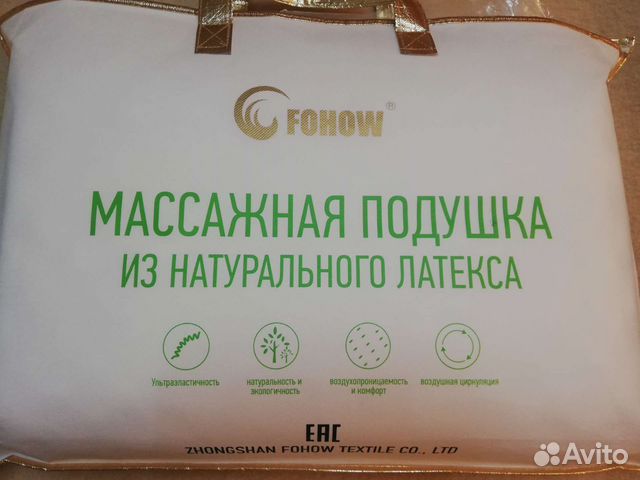 FOHOW®
МАССАЖНАЯ ПОДУШКА
ИЗ НАТУРАЛЬНОГО ЛАТЕКСА
Ультраэластичность
натуральность и
экологичность
воздухопроницаемость
и комфорт
воздушная циркуляция
EAC
ZHONGSHAN FOHOW TEXTILE CO., LTD
Avito